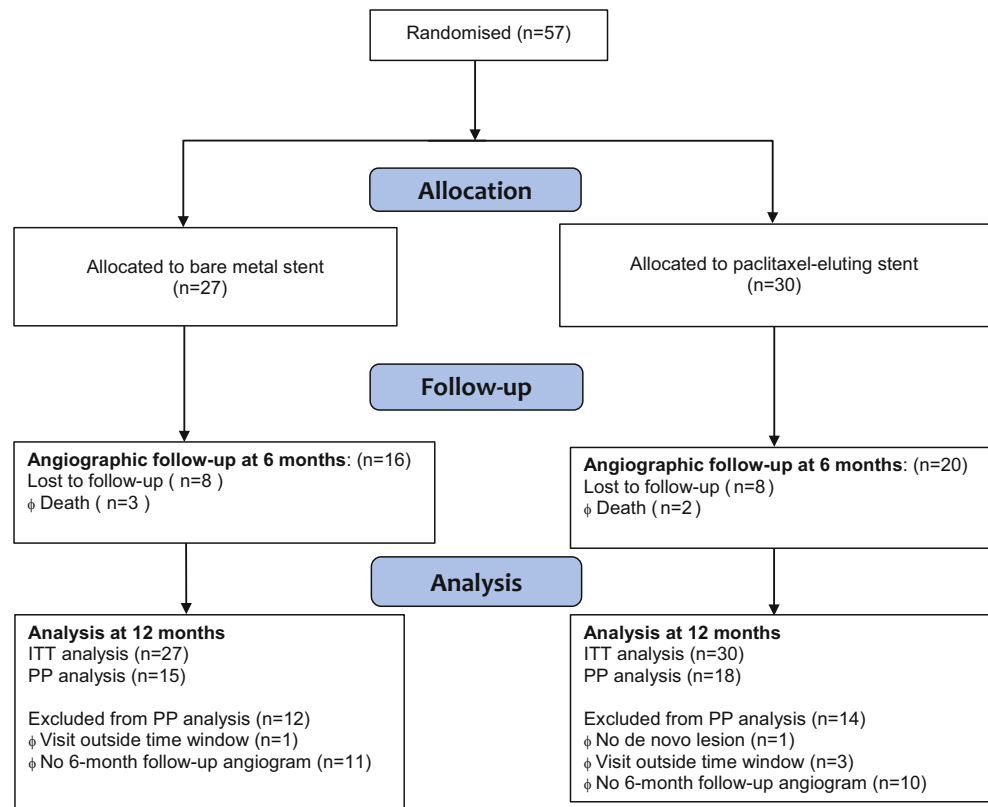 Randomised (n=57)
Allocation
Allocated to bare metal stent
(n=27)
Allocated to paclitaxel-eluting stent
(n=30)
Follow-up
Angiographic follow-up at 6 months: (n=16)
Lost to follow-up ( n=8 )
ϕ Death ( n=3 )
Angiographic follow-up at 6 months: (n=20)
Lost to follow-up (n=8)
ϕ Death ( n=2 )
Analysis
Analysis at 12 months
ITT analysis (n=27)
PP analysis (n=15)
Excluded from PP analysis (n=12)
ϕ Visit outside time window (n=1)
ϕ No 6-month follow-up angiogram (n=11)
Analysis at 12 months
ITT analysis (n=30)
PP analysis (n=18)
Excluded from PP analysis (n=14)
ϕ No de novo lesion (n=1)
ϕ Visit outside time window (n=3)
ϕ No 6-month follow-up angiogram (n=10)